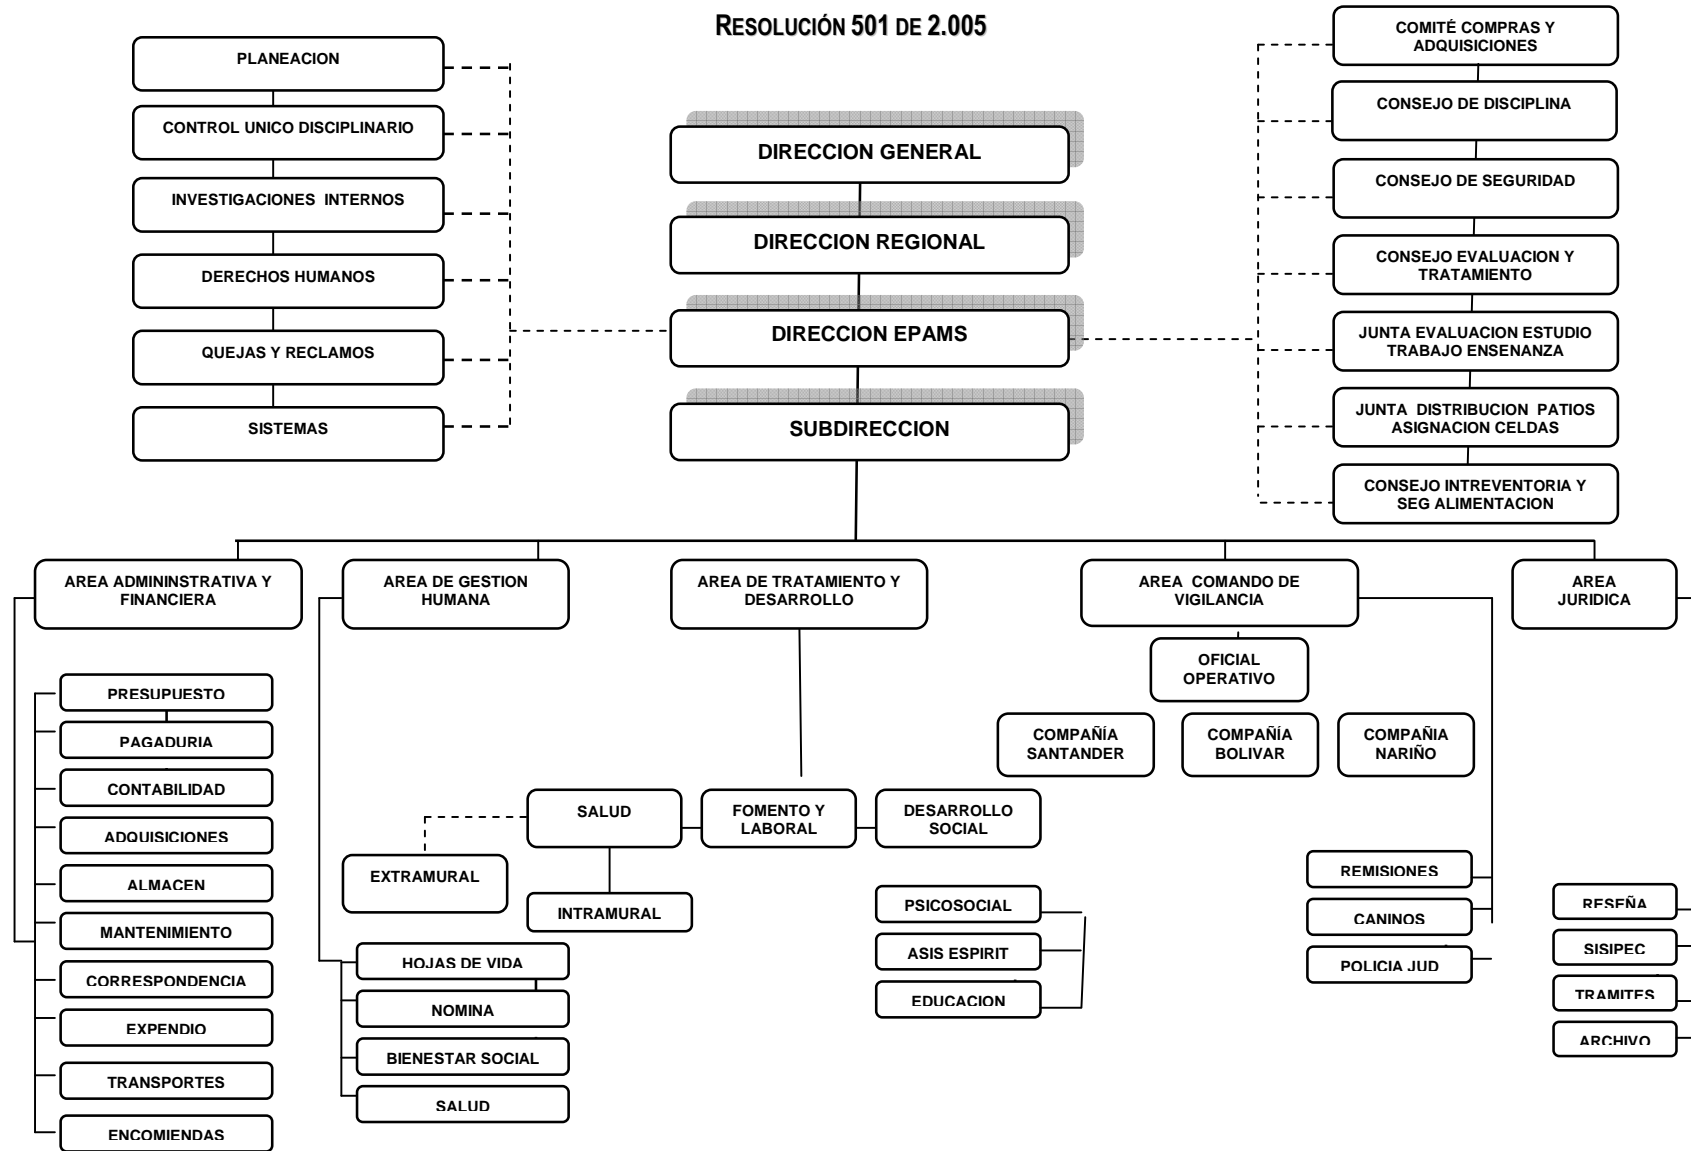 RESOLUCIÓN 501 DE 2.005
PLANEACION
CONTROL UNICO DISCIPLINARIO
INVESTIGACIONES INTERNOS
DERECHOS HUMANOS
QUEJAS Y RECLAMOS
SISTEMAS
DIRECCION GENERAL
DIRECCION REGIONAL
DIRECCION EPAMS
SUBDIRECCION
COMITÉ COMPRAS Y
ADQUISICIONES
CONSEJO DE DISCIPLINA
CONSEJO DE SEGURIDAD
CONSEJO EVALUACION Y
TRATAMIENTO
JUNTA EVALUACION ESTUDIO
TRABAJO ENSENANZA
JUNTA DISTRIBUCION PATIOS
ASIGNACION CELDAS
CONSEJO INTREVENTORIA Y
SEG ALIMENTACION
AREA ADMININSTRATIVA Y
FINANCIERA
PRESUPUESTO
PAGADURIA
CONTABILIDAD
ADQUISICIONES
ALMACEN
MANTENIMIENTO
CORRESPONDENCIA
EXPENDIO
TRANSPORTES
ENCOMIENDAS
AREA DE GESTION
HUMANA
HOJAS DE VIDA
NOMINA
BIENESTAR SOCIAL
SALUD
AREA DE TRATAMIENTO Y
DESARROLLO
SALUD
FOMENTO Y
LABORAL
DESARROLLO
SOCIAL
EXTRAMURAL
INTRAMURAL
PSICOSOCIAL
ASIS ESPIRIT
EDUCACION
AREA COMANDO DE
VIGILANCIA
OFICIAL
OPERATIVO
COMPAÑÍA
SANTANDER
COMPAÑÍA
BOLIVAR
COMPAÑIA
NARIÑO
REMISIONES
CANINOS
POLICIA JUD
AREA
JURIDICA
RESEÑA
SISIPEC
TRAMITES
ARCHIVO